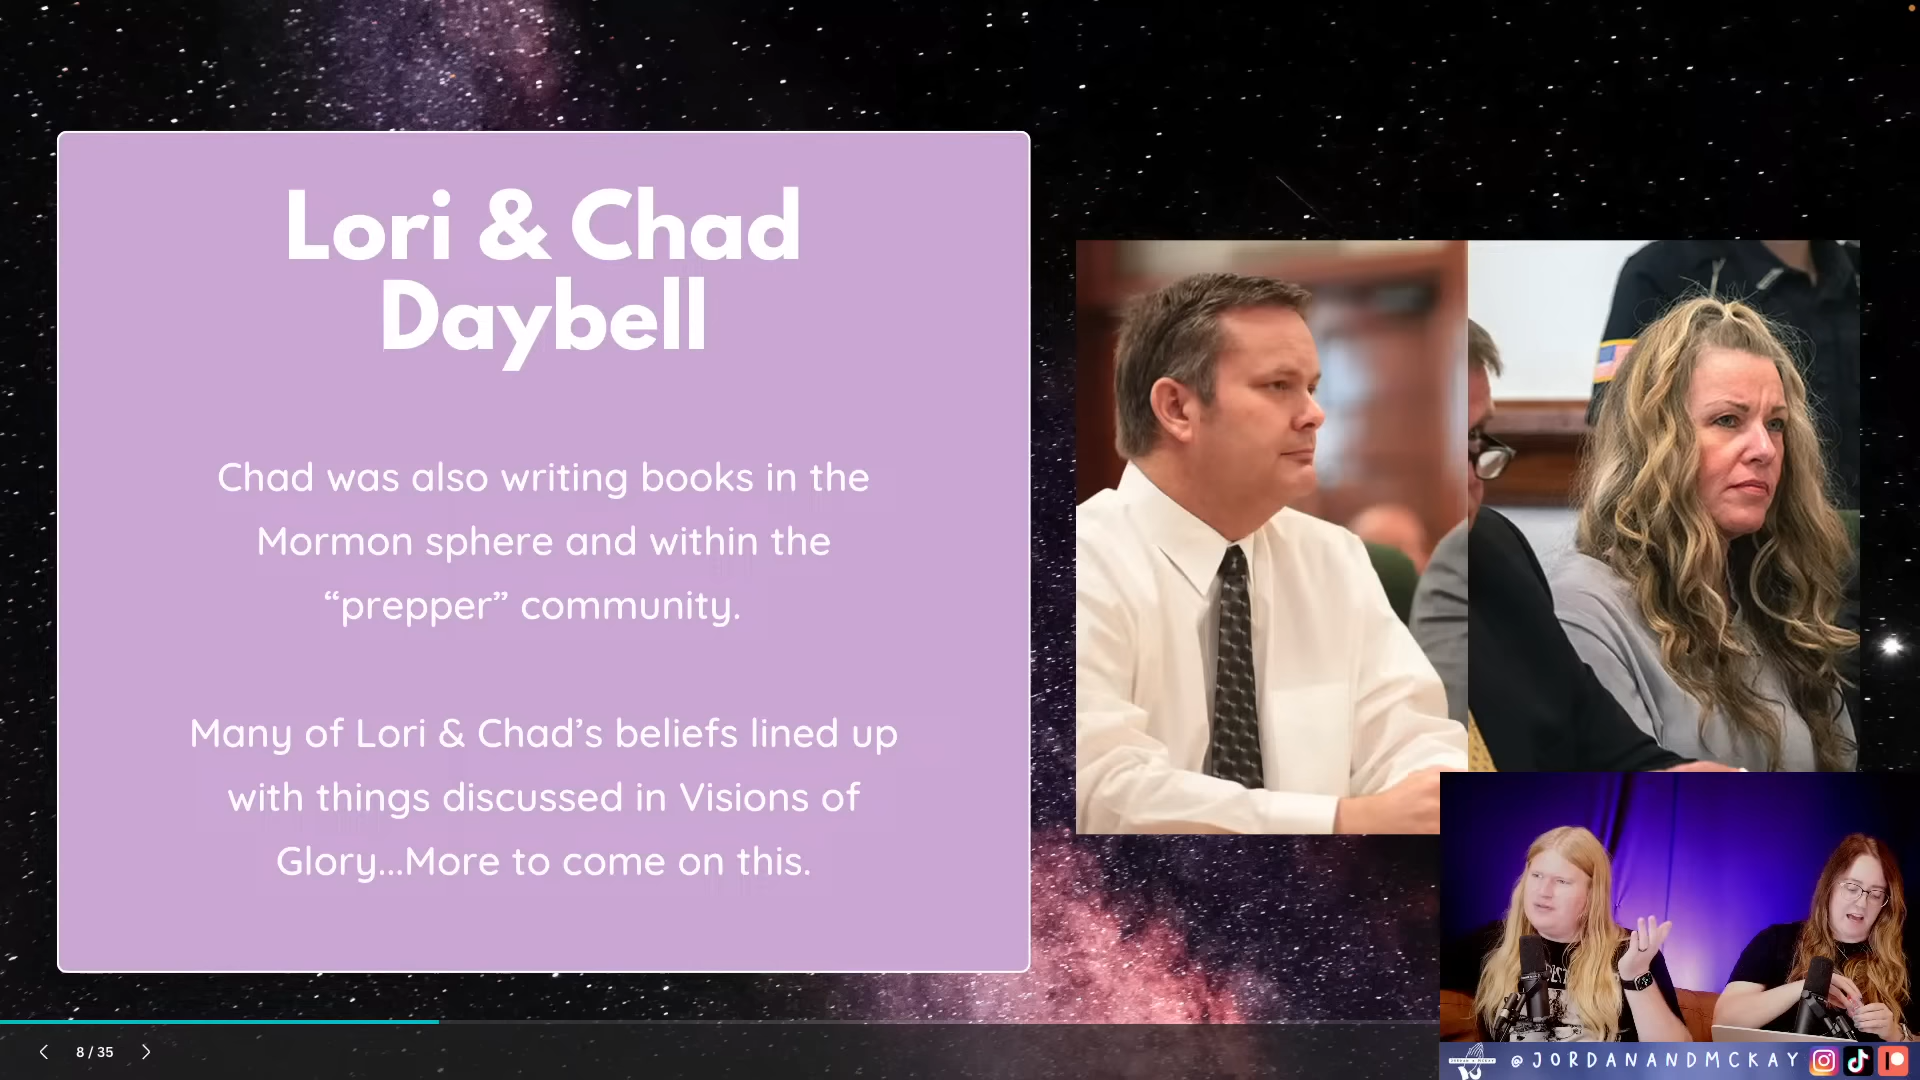 Lori & Chad
Daybell
Chad was also writing books in the
Mormon sphere and within the
“prepper” community.
Many of Lori & Chad’s beliefs lined up
with things discussed in Visions of
Glory...More to come on this.
8 / 35
@JORDANANDMCKAY